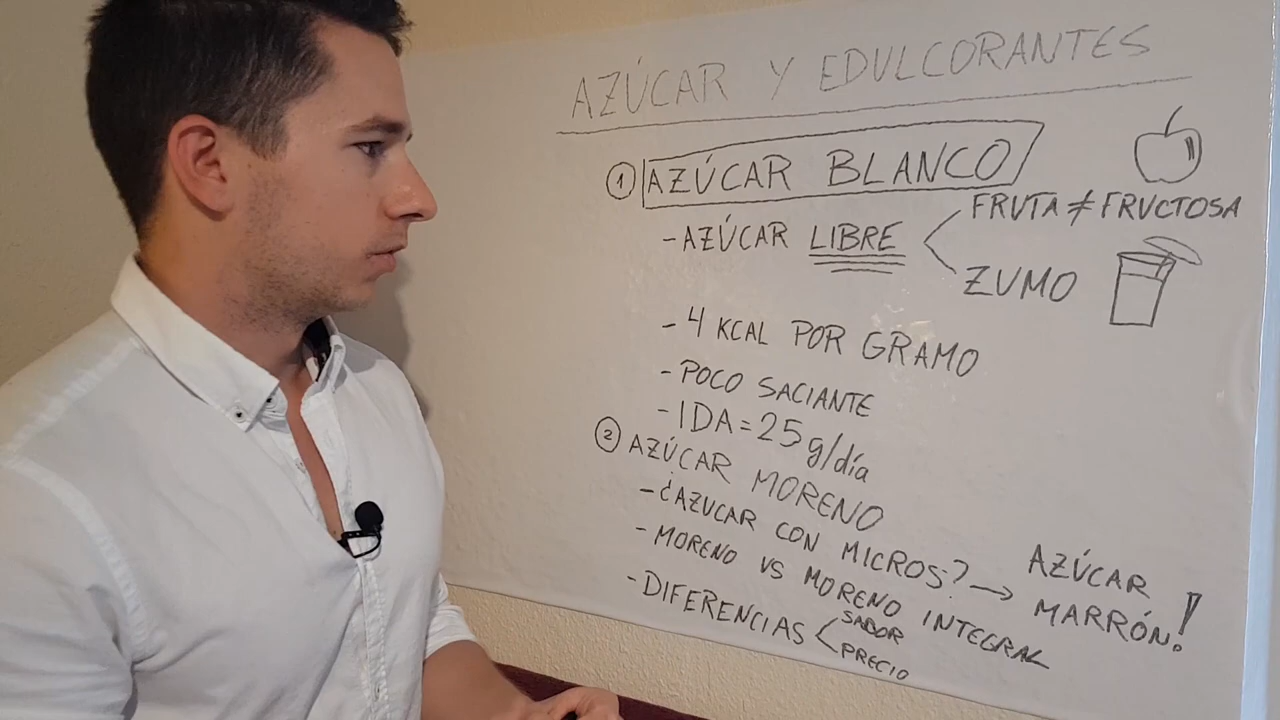 AZÚCAR Y EDULCORANTES
① AZÚCAR BLANCO
- AZÚCAR LIBRE
FRUTA ≠ FRUCTOSA
ZUMO
- 4 KCAL POR GRAMO
- POCO SACIANTE
- IDA = 25 g/día
② AZÚCAR MORENO
- ¿AZUCAR CON MICROS? → AZÚCAR MARRÓN!
- MORENO VS MORENO INTEGRAL
- DIFERENCIAS
SABOR
PRECIO